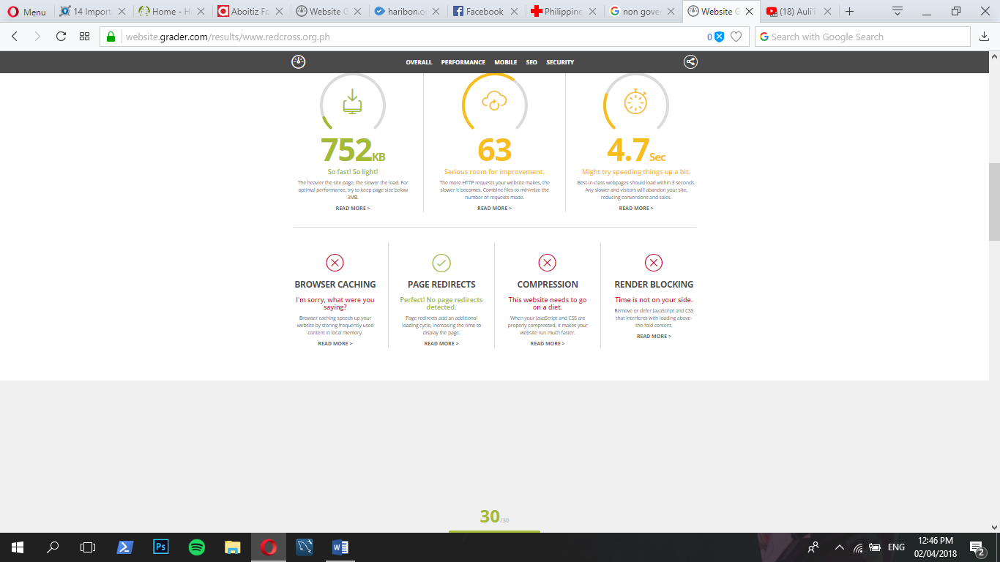 Menu
14 Import
Home - H
Aboitiz Fo
Website G
haribon.o
Facebook
Philippine
non gover
Website G
(18) Auli'i
website.grader.com/results/www.redcross.org.ph
0
Search with Google Search
OVERALL PERFORMANCE MOBILE SEO SECURITY
752KB
So fast! So light!
The heavier the site page, the slower the load. For
optimal performance, try to keep page size below
3MB.
READ MORE >
63
Serious room for improvement.
The more HTTP requests your website makes, the
slower it becomes. Combine files to minimize the
number of requests made.
READ MORE >
4.7Sec
Might try speeding things up a bit.
Best-in-class webpages should load within 3 seconds.
Any slower and visitors will abandon your site,
reducing conversions and sales.
READ MORE >
BROWSER CACHING
I'm sorry, what were you
saying?
Browser caching speeds up your
website by storing frequently used
content in local memory.
READ MORE >
PAGE REDIRECTS
Perfect! No page redirects
detected.
Page redirects add an additional
loading cycle, increasing the time to
display the page.
READ MORE >
COMPRESSION
This website needs to go
on a diet.
When your JavaScript and CSS are
properly compressed, it makes your
website run much faster.
READ MORE >
RENDER BLOCKING
Time is not on your side.
Remove or defer JavaScript and CSS
that interferes with loading above-
the-fold content.
READ MORE >
30/30
Ps
ENG
12:46 PM
02/04/2018
2